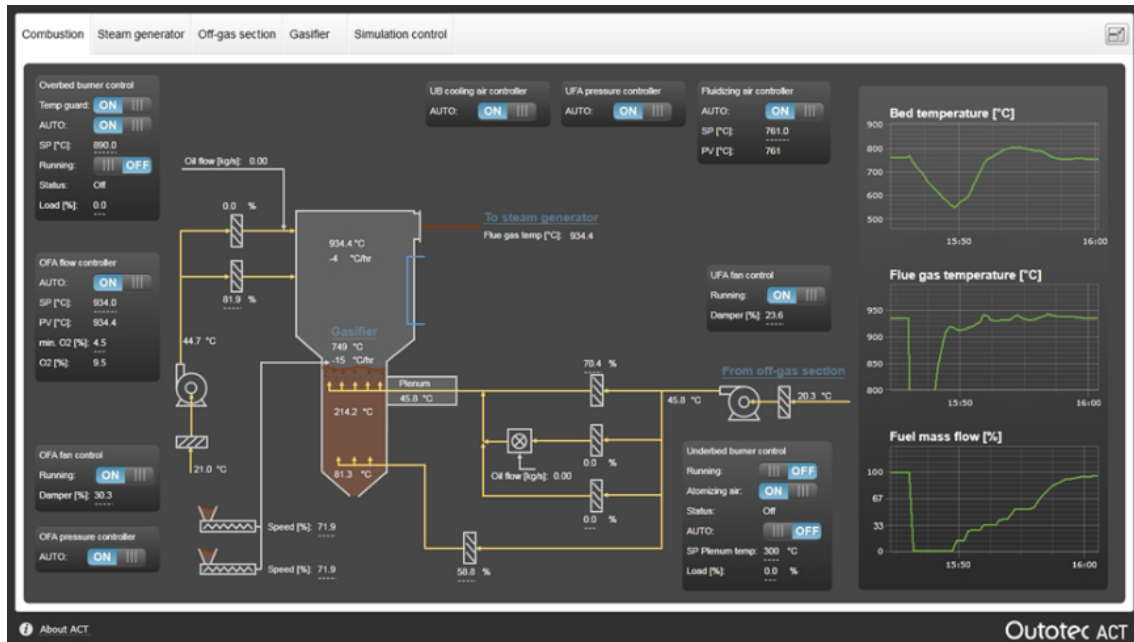 Combustion
Steam generator
Off-gas section
Gasifier
Simulation control
Overbed burner control
Temp guard: ON
AUTO: ON
SP [°C]: 890.0
Running: OFF
Status: Off
Load [%]: 0.0
UB cooling air controller
AUTO: ON
UFA pressure controller
AUTO: ON
Fluidizing air controller
AUTO: ON
SP [°C]: 761.0
PV [°C]: 761
Oil flow [kg/s]: 0.00
0.0 %
81.9 %
934.4 °C
-4 °C/hr
To steam generator
Flue gas temp [°C]: 934.4
OFA flow controller
AUTO: ON
SP [°C]: 934.0
PV [°C]: 934.4
min. O2 [%]: 4.5
O2 [%]: 9.5
44.7 °C
21.0 °C
Gasifier
749 °C
-15 °C/hr
Plenum
45.8 °C
214.2 °C
81.3 °C
UFA fan control
Running: ON
Damper [%]: 23.6
From off-gas section
70.4 %
45.8 °C
20.3 °C
0.0 %
Oil flow [kg/s]: 0.00
0.0 %
58.8 %
OFA fan control
Running: ON
Damper [%]: 30.3
OFA pressure controller
AUTO: ON
Speed [%]: 71.9
Speed [%]: 71.9
Underbed burner control
Running: OFF
Atomizing air: ON
Status: Off
AUTO: OFF
SP Plenum temp: 300 °C
Load [%]: 0.0 %
Bed temperature [°C]
900
800
700
600
500
15:50
16:00
Flue gas temperature [°C]
950
900
850
800
15:50
16:00
Fuel mass flow [%]
100
67
33
0
15:50
16:00
i About ACT
Outotec ACT